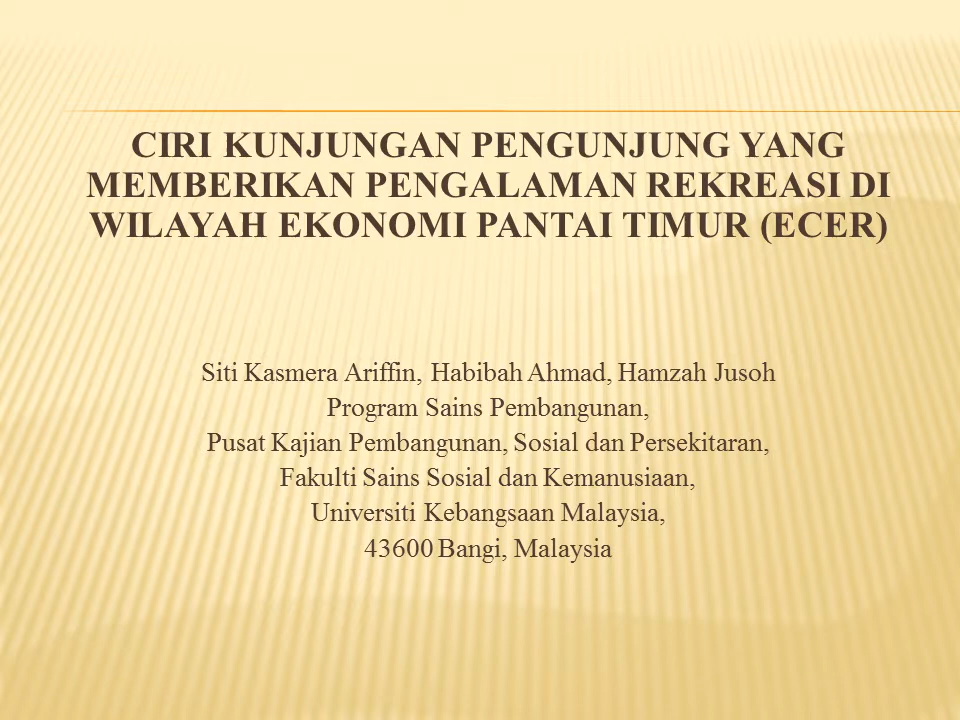 CIRI KUNJUNGAN PENGUNJUNG YANG
MEMBERIKAN PENGALAMAN REKREASI DI
WILAYAH EKONOMI PANTAI TIMUR (ECER)
Siti Kasmera Ariffin, Habibah Ahmad, Hamzah Jusoh
Program Sains Pembangunan,
Pusat Kajian Pembangunan, Sosial dan Persekitaran,
Fakulti Sains Sosial dan Kemanusiaan,
Universiti Kebangsaan Malaysia,
43600 Bangi, Malaysia